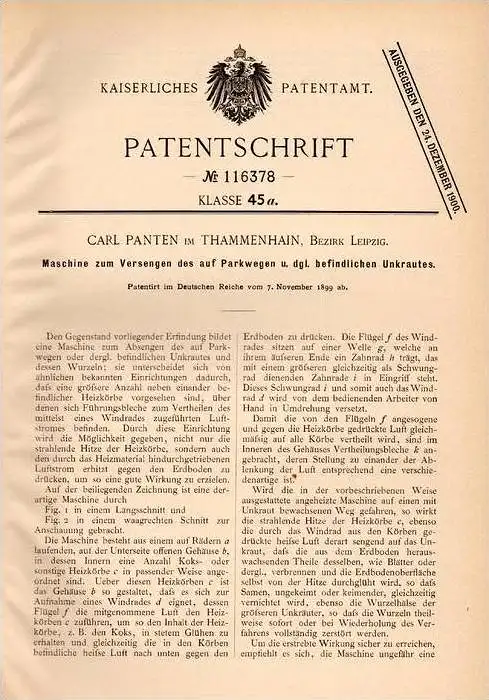 KAISERLICHES PATENTAMT.
AUSGEGEBEN DEN 24. DEZEMBER 1900.
PATENTSCHRIFT
— № 116378 —
KLASSE 45a.
CARL PANTEN IM THAMMENHAIN, BEZIRK LEIPZIG.
Maschine zum Versengen des auf Parkwegen u. dgl. befindlichen Unkrautes.
Patentirt im Deutschen Reiche vom 7. November 1899 ab.
Den Gegenstand vorliegender Erfindung bildet
eine Maschine zum Absengen des auf Park-
wegen oder dergl. befindlichen Unkrautes und
dessen Wurzeln; sie unterscheidet sich von
ähnlichen bekannten Einrichtungen dadurch,
daſs eine gröſsere Anzahl neben einander be-
findlicher Heizkörbe vorgesehen sind, über
denen sich Führungsbleche zum Vertheilen des
mittelst eines Windrades zugeführten Luft-
stromes befinden. Durch diese Einrichtung
wird die Möglichkeit gegeben, nicht nur die
strahlende Hitze der Heizkörbe, sondern auch
den durch das Heizmaterial hindurchgetriebenen
Luftstrom erhitzt gegen den Erdboden zu
drücken, um so eine gute Wirkung zu erzielen.
Auf der beiliegenden Zeichnung ist eine der-
artige Maschine durch
Fig. 1 in einem Längsschnitt und
Fig. 2 in einem waagrechten Schnitt zur
Anschauung gebracht.
Die Maschine besteht aus einem auf Rädern a
laufenden, auf der Unterseite offenen Gehäuse b,
in dessen Innern eine Anzahl Koks- oder
sonstige Heizkörbe c in passender Weise ange-
ordnet sind. Ueber diesen Heizkörben c ist
das Gehäuse b so gestaltet, daſs es sich zur
Aufnahme eines Windrades d eignet, dessen
Flügel f die mitgenommene Luft den Heiz-
körben c zuführen, um so den Inhalt der Heiz-
körbe, z. B. den Koks, in stetem Glühen zu
erhalten und gleichzeitig die in den Körben
befindliche heiſse Luft nach unten gegen den
Erdboden zu drücken. Die Flügel f des Wind-
rades sitzen auf einer Welle g, welche an
ihrem äuſseren Ende ein Zahnrad h trägt, das
mit einem gröſseren gleichzeitig als Schwung-
rad dienenden Zahnrade i in Eingriff steht.
Dieses Schwungrad i und somit auch das Wind-
rad d wird von dem bedienenden Arbeiter von
Hand in Umdrehung versetzt.
Damit die von den Flügeln f angesogene
und gegen die Heizkörbe gedrückte Luft gleich-
mäſsig auf alle Körbe vertheilt wird, sind im
Inneren des Gehäuses Vertheilungsbleche k an-
gebracht, deren Stellung zu einander der Ab-
lenkung der Luft entsprechend eine verschie-
denartige ist.
Wird die in der vorbeschriebenen Weise
ausgestattete angeheizte Maschine auf einen mit
Unkraut bewachsenen Weg gefahren, so wirkt
die strahlende Hitze der Heizkörbe c, ebenso
die durch das Windrad aus den Körben ge-
drückte heiſse Luft derart sengend auf das Un-
kraut, daſs die aus dem Erdboden heraus-
wachsenden Theile desselben, wie Blätter oder
dergl., verbrennen und die Erdbodenoberfläche
selbst von der Hitze durchglüht wird, so daſs
Samen, ungekeimt oder keimender, gleichzeitig
vernichtet wird, ebenso die Wurzelhalse der
gröſseren Unkräuter, so daſs die Wurzeln theil-
weise sofort oder bei Wiederholung des Ver-
fahrens vollständig zerstört werden.
Um die erstrebte Wirkung sicher zu erreichen,
empfiehlt es sich, die Maschine ungefähr eine